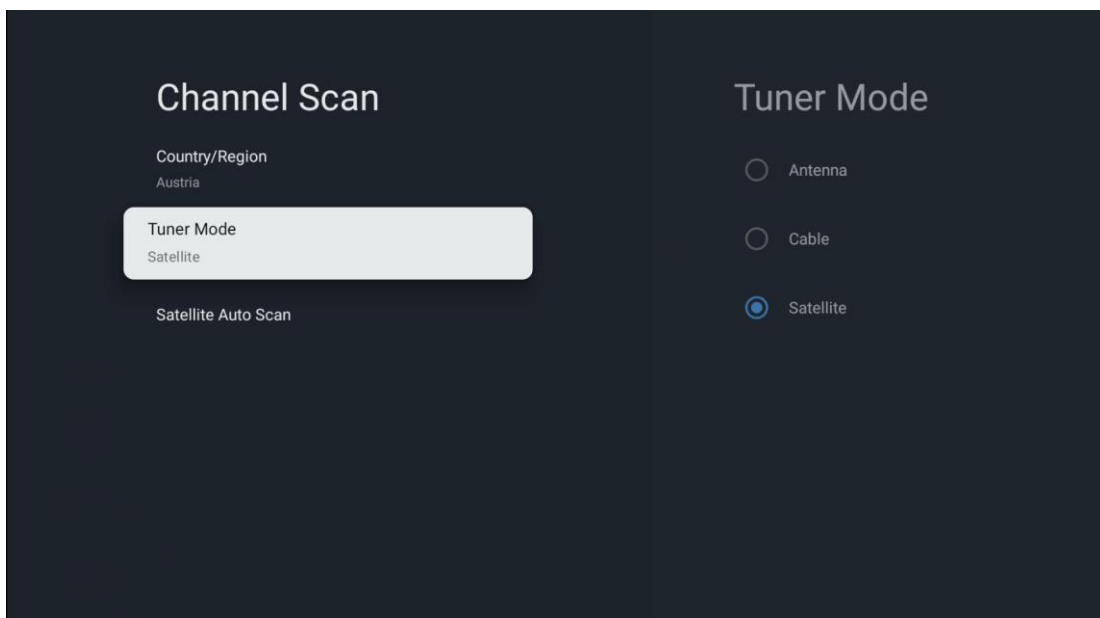 Channel Scan
Country/Region
Austria
Tuner Mode
Satellite
Satellite Auto Scan
Tuner Mode
Antenna
Cable
Satellite